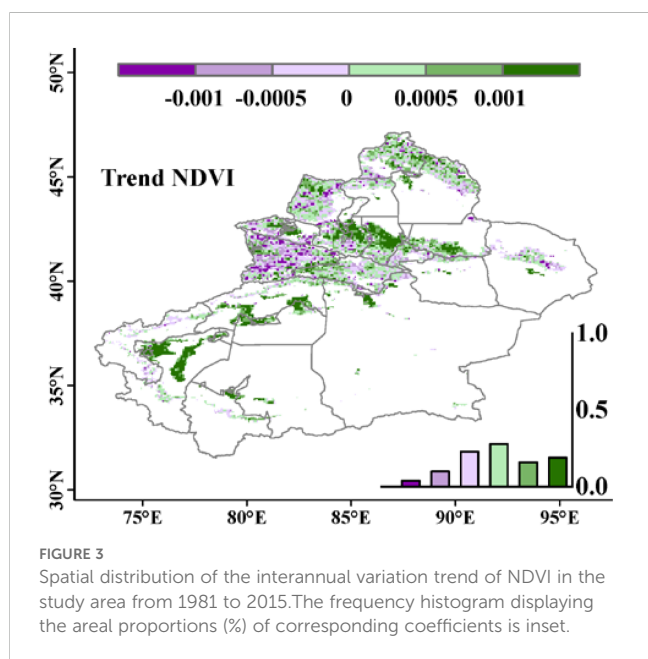 50°N
45°N
40°N
35°N
30°N
-0.001 -0.0005 0 0.0005 0.001
Trend NDVI
1.0
0.5
0.0
75°E 80°E 85°E 90°E 95°E
FIGURE 3
Spatial distribution of the interannual variation trend of NDVI in the
study area from 1981 to 2015.The frequency histogram displaying
the areal proportions (%) of corresponding coefficients is inset.